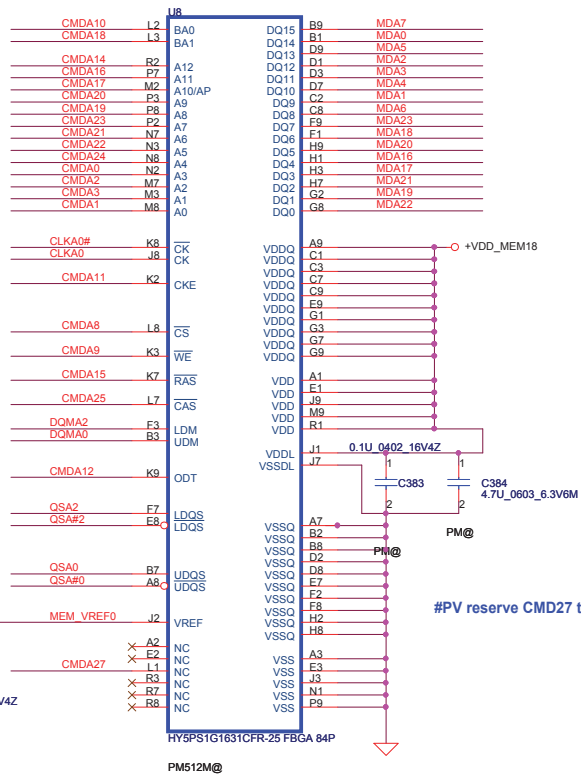 U8
CMDA10 L2 BA0 DQ15 B9 MDA7
CMDA18 L3 BA1 DQ14 B1 MDA0
DQ13 D9 MDA5
CMDA14 R2 A12 DQ12 D1 MDA2
CMDA16 P7 A11 DQ11 D3 MDA3
CMDA17 M2 A10/AP DQ10 D7 MDA4
CMDA20 P3 A9 DQ9 C2 MDA1
CMDA19 P8 A8 DQ8 C8 MDA6
CMDA23 P2 A7 DQ7 F9 MDA23
CMDA21 N7 A6 DQ6 F1 MDA18
CMDA22 N3 A5 DQ5 H9 MDA20
CMDA24 N8 A4 DQ4 H1 MDA16
CMDA0 N2 A3 DQ3 H3 MDA17
CMDA2 M7 A2 DQ2 H7 MDA21
CMDA3 M3 A1 DQ1 G2 MDA19
CMDA1 M8 A0 DQ0 G8 MDA22
CLKA0# K8 CK VDDQ A9 +VDD_MEM18
CLKA0 J8 CK VDDQ C1
VDDQ C3
CMDA11 K2 CKE VDDQ C7
VDDQ C9
VDDQ E9
VDDQ G1
CMDA8 L8 CS VDDQ G3
VDDQ G7
CMDA9 K3 WE VDDQ G9
CMDA15 K7 RAS VDD A1
VDD E1
CMDA25 L7 CAS VDD J9
VDD M9
DQMA2 F3 LDM VDD R1
DQMA0 B3 UDM
VDDL J1 0.1U_0402_16V4Z
VSSDL J7 1 1
CMDA12 K9 ODT C383 C384
4.7U_0603_6.3V6M
2 2
QSA2 F7 LDQS
QSA#2 E8 LDQS VSSQ A7 PM@
VSSQ B2
VSSQ B8 PM@
VSSQ D2
QSA0 B7 UDQS VSSQ D8
QSA#0 A8 UDQS VSSQ E7
VSSQ F2
VSSQ F8 #PV reserve CMD27 t
MEM_VREF0 J2 VREF VSSQ H2
VSSQ H8
A2 NC
E2 NC VSS A3
CMDA27 L1 NC VSS E3
R3 NC VSS J3
R7 NC VSS N1
V4Z R8 NC VSS P9
HY5PS1G1631CFR-25 FBGA 84P
PM512M@